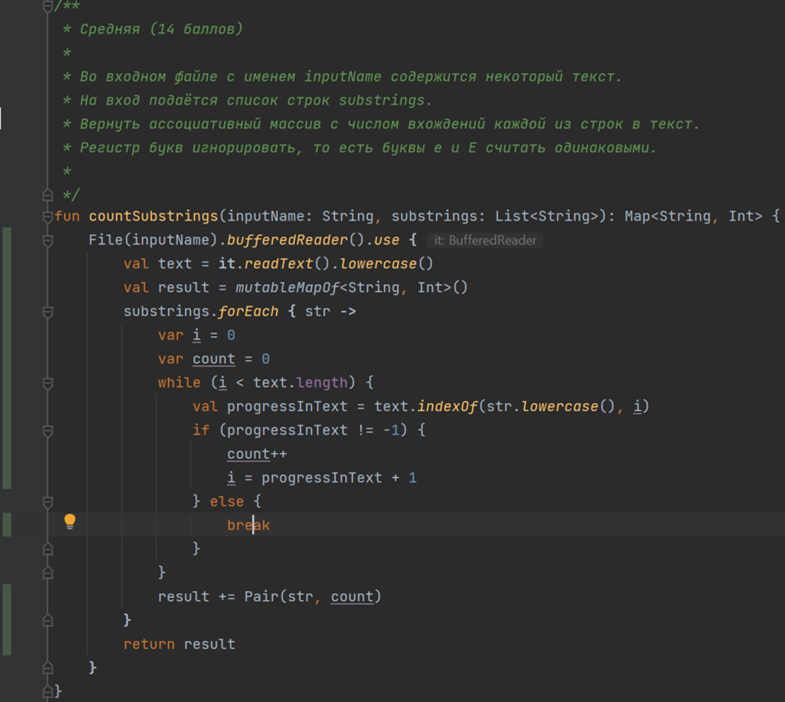 /**
 * Средняя (14 баллов)
 *
 * Во входном файле с именем inputName содержится некоторый текст.
 * На вход подаётся список строк substrings.
 * Вернуть ассоциативный массив с числом вхождений каждой из строк в текст.
 * Регистр букв игнорировать, то есть буквы е и Е считать одинаковыми.
 *
 */
fun countSubstrings(inputName: String, substrings: List<String>): Map<String, Int> {
    File(inputName).bufferedReader().use { it: BufferedReader
        val text = it.readText().lowercase()
        val result = mutableMapOf<String, Int>()
        substrings.forEach { str ->
            var i = 0
            var count = 0
            while (i < text.length) {
                val progressInText = text.indexOf(str.lowercase(), i)
                if (progressInText != -1) {
                    count++
                    i = progressInText + 1
                } else {
                    break
                }
            }
            result += Pair(str, count)
        }
        return result
    }
}